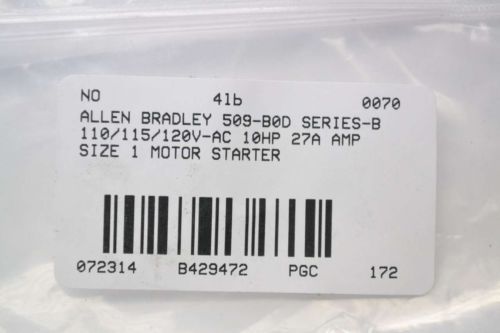 NO 4lb 0070
ALLEN BRADLEY 509-B0D SERIES-B
110/115/120V-AC 10HP 27A AMP
SIZE 1 MOTOR STARTER
072314 B429472 PGC 172